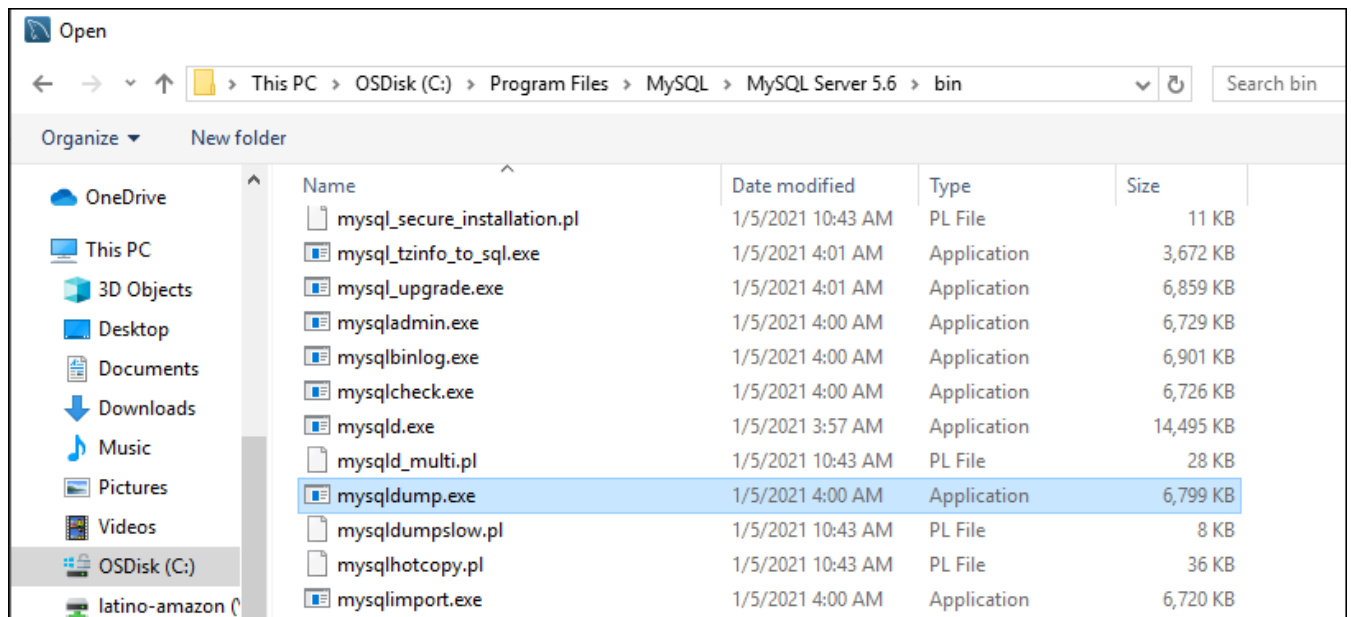 Open
This PC > OSDisk (C:) > Program Files > MySQL > MySQL Server 5.6 > bin
Search bin
Organize
New folder
OneDrive
This PC
3D Objects
Desktop
Documents
Downloads
Music
Pictures
Videos
OSDisk (C:)
latino-amazon (
Name Date modified Type Size
mysql_secure_installation.pl 1/5/2021 10:43 AM PL File 11 KB
mysql_tzinfo_to_sql.exe 1/5/2021 4:01 AM Application 3,672 KB
mysql_upgrade.exe 1/5/2021 4:01 AM Application 6,859 KB
mysqladmin.exe 1/5/2021 4:00 AM Application 6,729 KB
mysqlbinlog.exe 1/5/2021 4:00 AM Application 6,901 KB
mysqlcheck.exe 1/5/2021 4:00 AM Application 6,726 KB
mysqld.exe 1/5/2021 3:57 AM Application 14,495 KB
mysqld_multi.pl 1/5/2021 10:43 AM PL File 28 KB
mysqldump.exe 1/5/2021 4:00 AM Application 6,799 KB
mysqldumpslow.pl 1/5/2021 10:43 AM PL File 8 KB
mysqlhotcopy.pl 1/5/2021 10:43 AM PL File 36 KB
mysqlimport.exe 1/5/2021 4:00 AM Application 6,720 KB